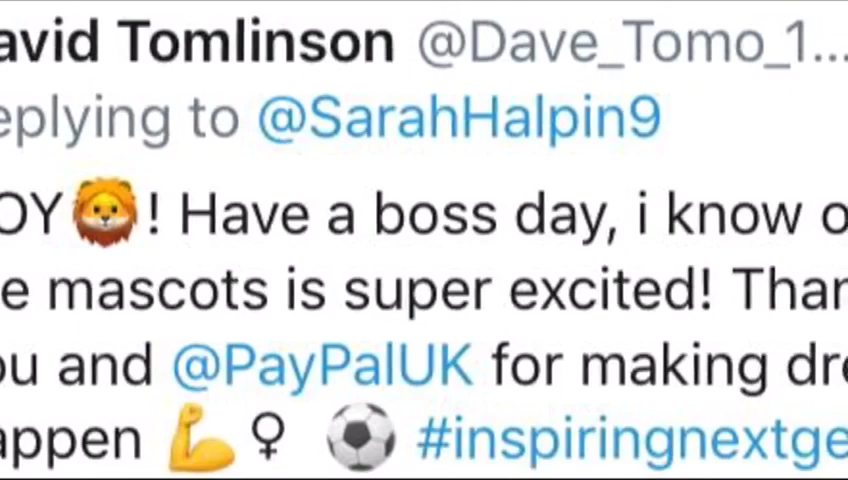 avid Tomlinson @Dave_Tomo_1...
eplying to @SarahHalpin9
OY🦁! Have a boss day, i know o
e mascots is super excited! Than
ou and @PayPalUK for making dre
appen 💪♀ ⚽ #inspiringnextge